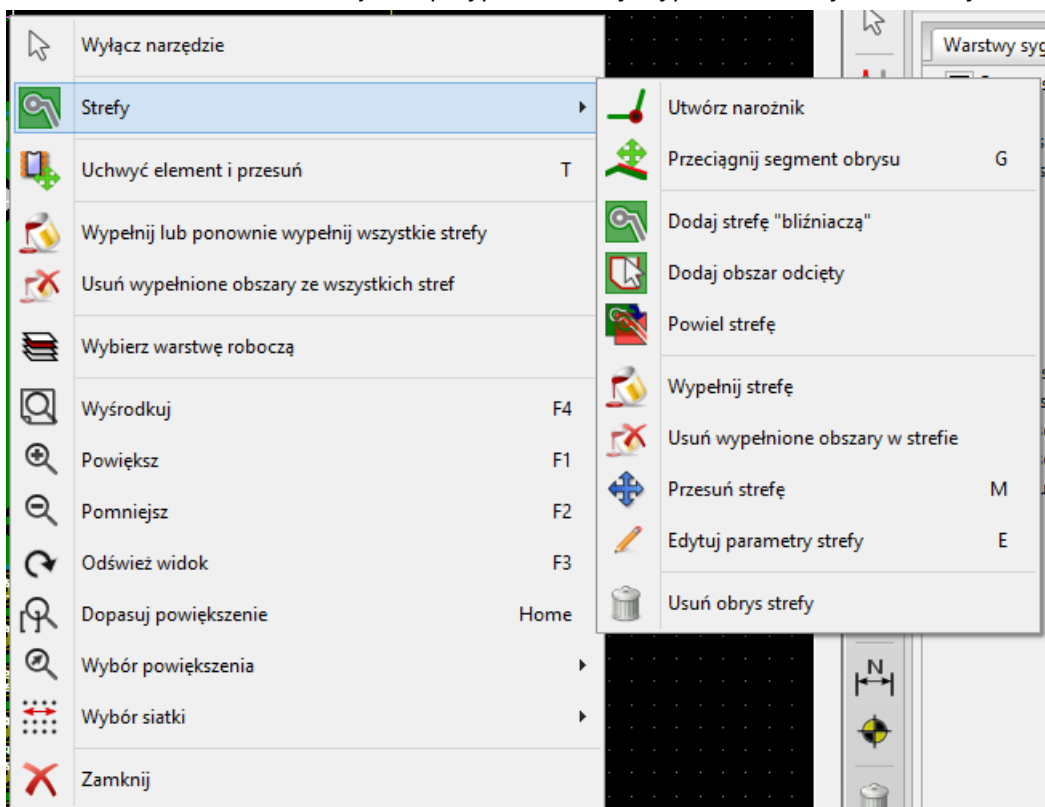 Wyłącz narzędzie
Strefy
Uchwyć element i przesuń T
Wypełnij lub ponownie wypełnij wszystkie strefy
Usuń wypełnione obszary ze wszystkich stref
Wybierz warstwę roboczą
Wyśrodkuj F4
Powiększ F1
Pomniejsz F2
Odśwież widok F3
Dopasuj powiększenie Home
Wybór powiększenia
Wybór siatki
Zamknij
Warstwy syg
Utwórz narożnik
Przeciągnij segment obrysu G
Dodaj strefę "bliźniaczą"
Dodaj obszar odcięty
Powiel strefę
Wypełnij strefę
Usuń wypełnione obszary w strefie
Przesuń strefę M
Edytuj parametry strefy E
Usuń obrys strefy
N